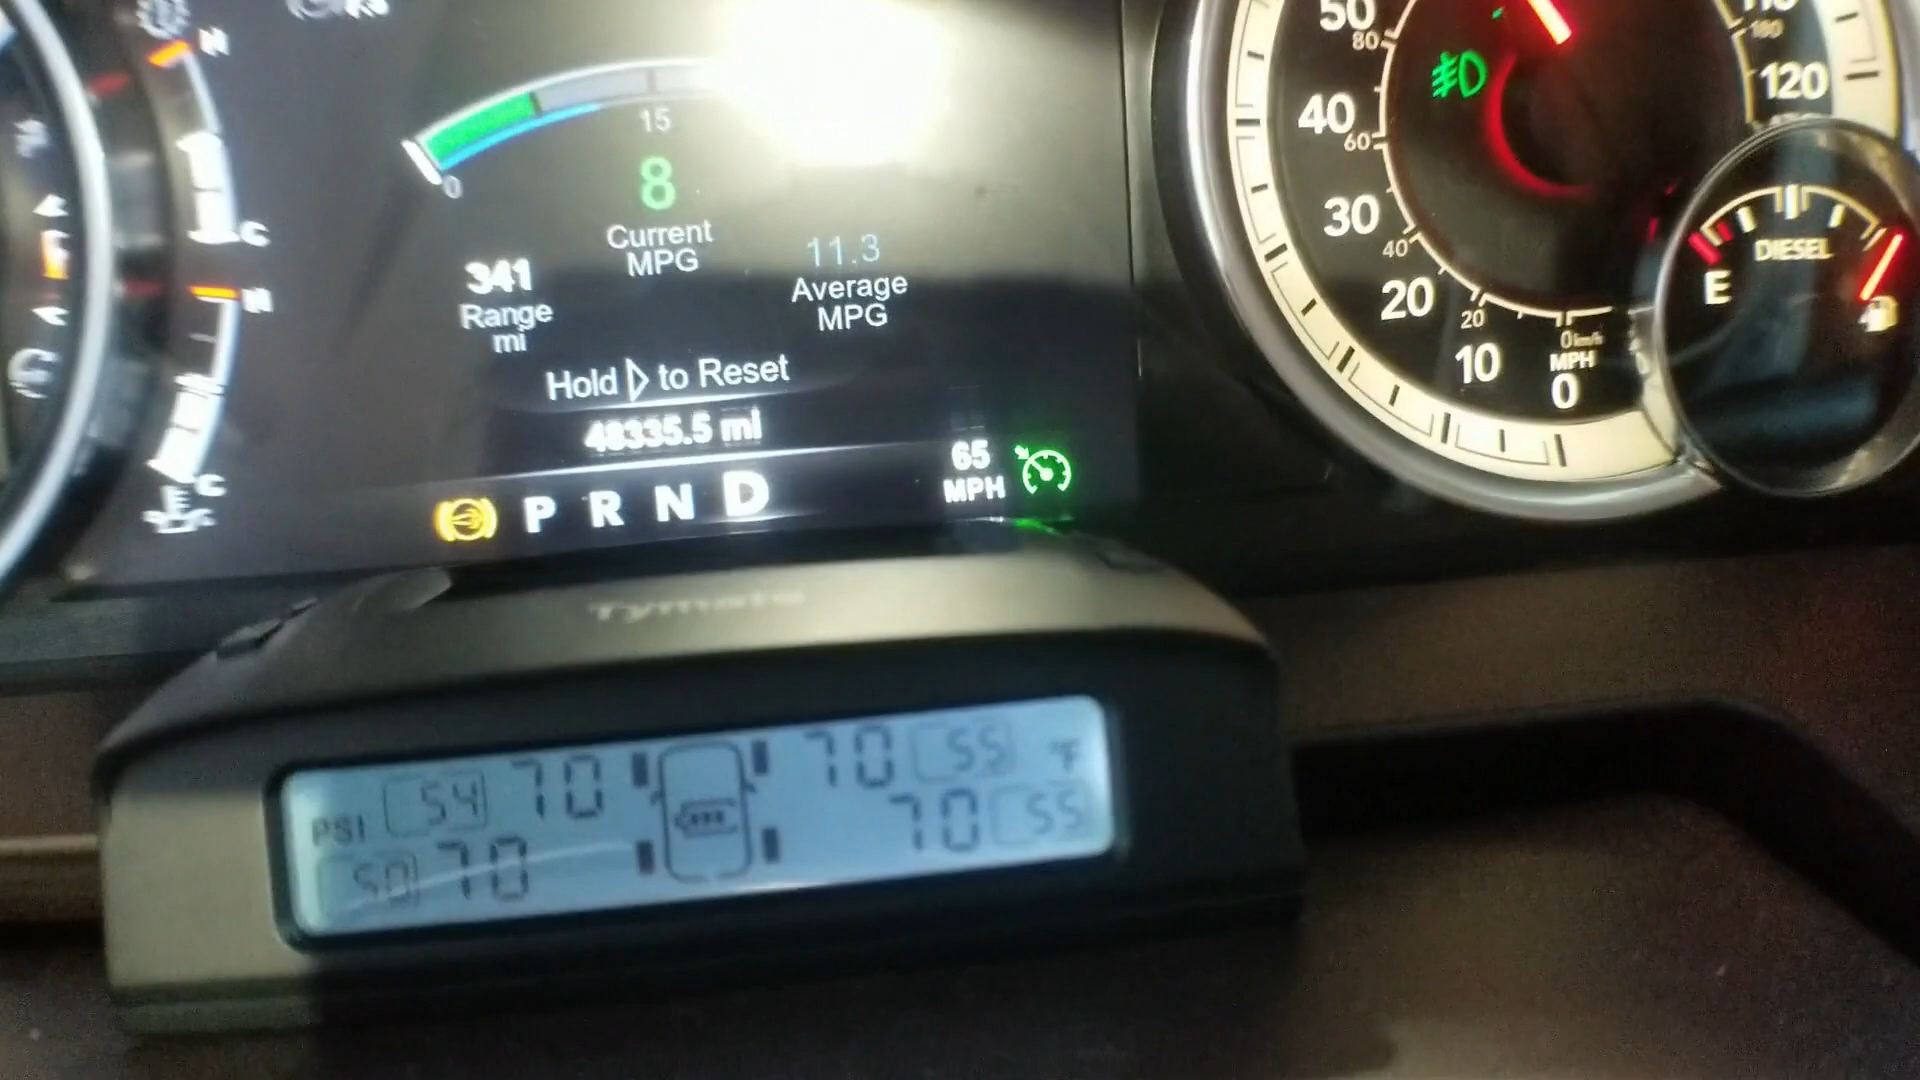 H
15
0
8
Current
MPG
341
Range
mi
11.3
Average
MPG
Hold ▷ to Reset
48335.5 mi
P R N D
65
MPH
C
H
C
50
80
40
60
30
40
20
20
10
0 km/h
MPH
0
180
120
DIESEL
E
Tymate
PSI 54 70
70 55 °F
50 70
70 55